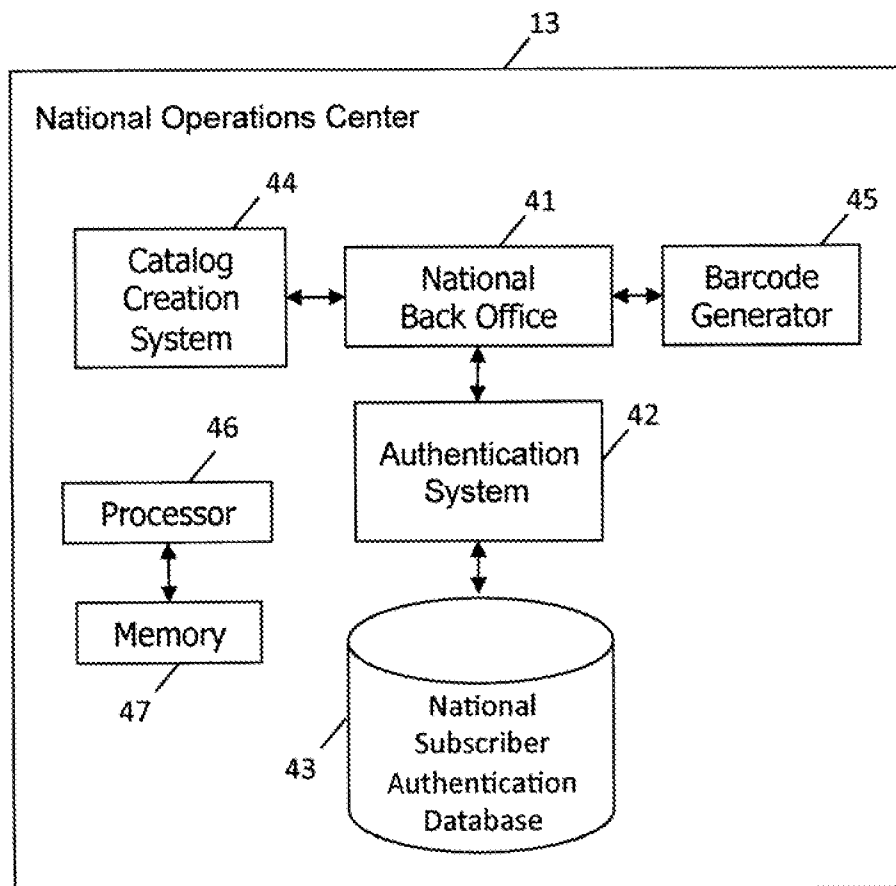 13
National Operations Center
44
41
45
Catalog
Creation
System
National
Back Office
Barcode
Generator
46
42
Processor
Authentication
System
Memory
47
43
National
Subscriber
Authentication
Database